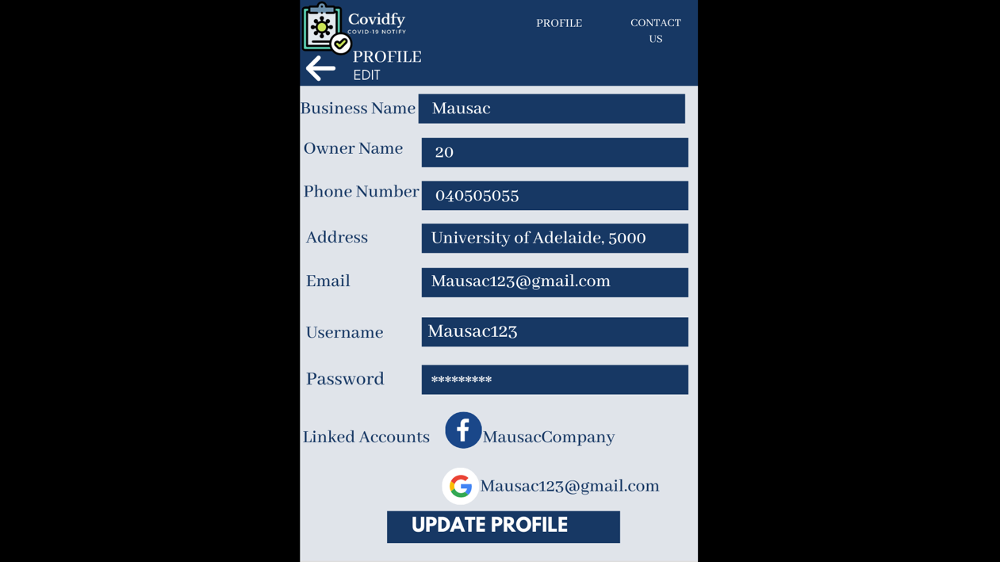 Covidfy
COVID-19 NOTIFY
PROFILE
CONTACT
US
PROFILE
EDIT
Business Name Mausac
Owner Name 20
Phone Number 040505055
Address University of Adelaide, 5000
Email Mausac123@gmail.com
Username Mausac123
Password *********
Linked Accounts MausacCompany
Mausac123@gmail.com
UPDATE PROFILE